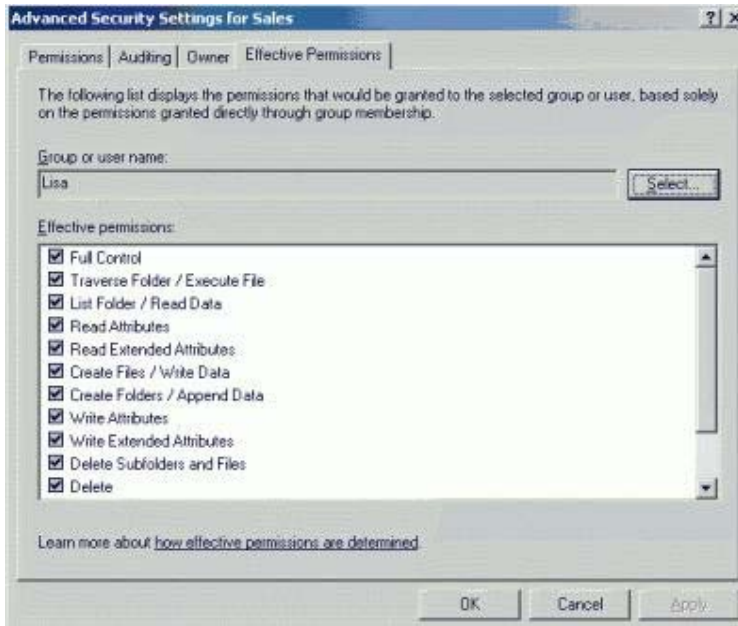 Advanced Security Settings for Sales
Permissions
Auditing
Owner
Effective Permissions
The following list displays the permissions that would be granted to the selected group or user, based solely
on the permissions granted directly through group membership.
Group or user name:
Lisa
Select...
Effective permissions:
Full Control
Traverse Folder / Execute File
List Folder / Read Data
Read Attributes
Read Extended Attributes
Create Files / Write Data
Create Folders / Append Data
Write Attributes
Write Extended Attributes
Delete Subfolders and Files
Delete
Learn more about how effective permissions are determined.
OK
Cancel
Apply